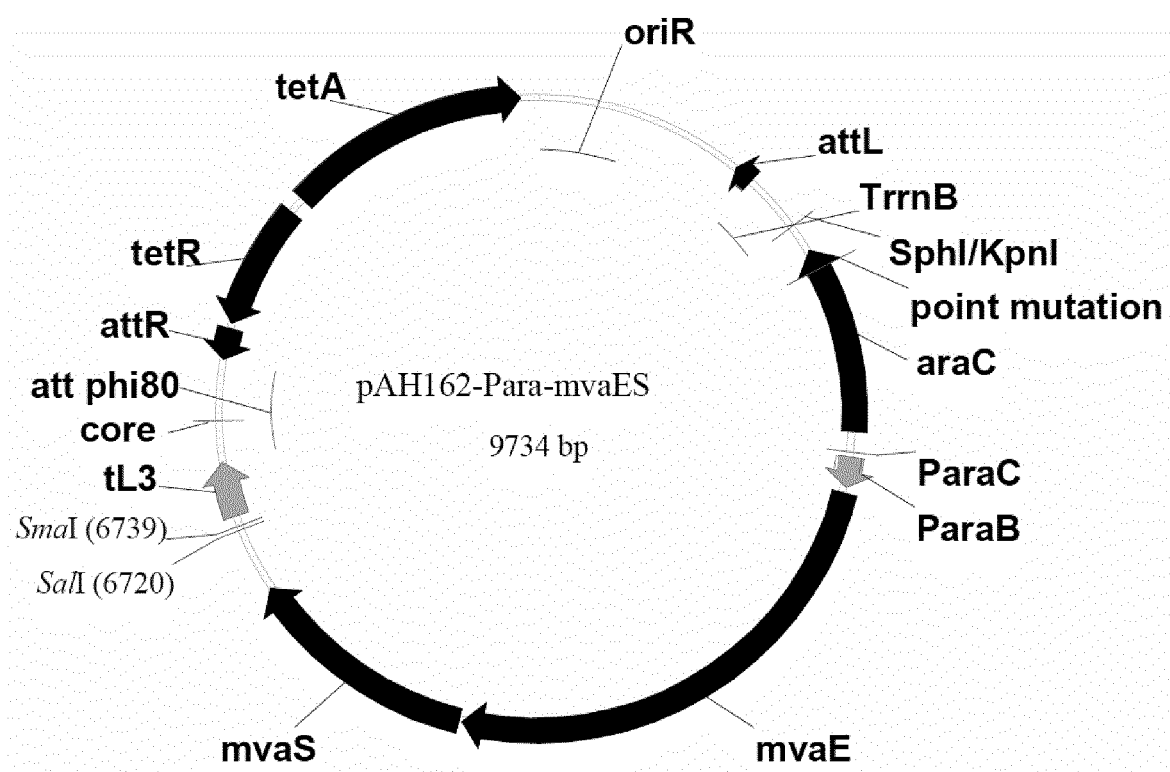 oriR
tetA
attL
TrrnB
tetR
SphI/KpnI
point mutation
attR
araC
att phi80
pAH162-Para-mvaES
core
9734 bp
ParaC
tL3
ParaB
SmaI (6739)
SalI (6720)
mvaS
mvaE